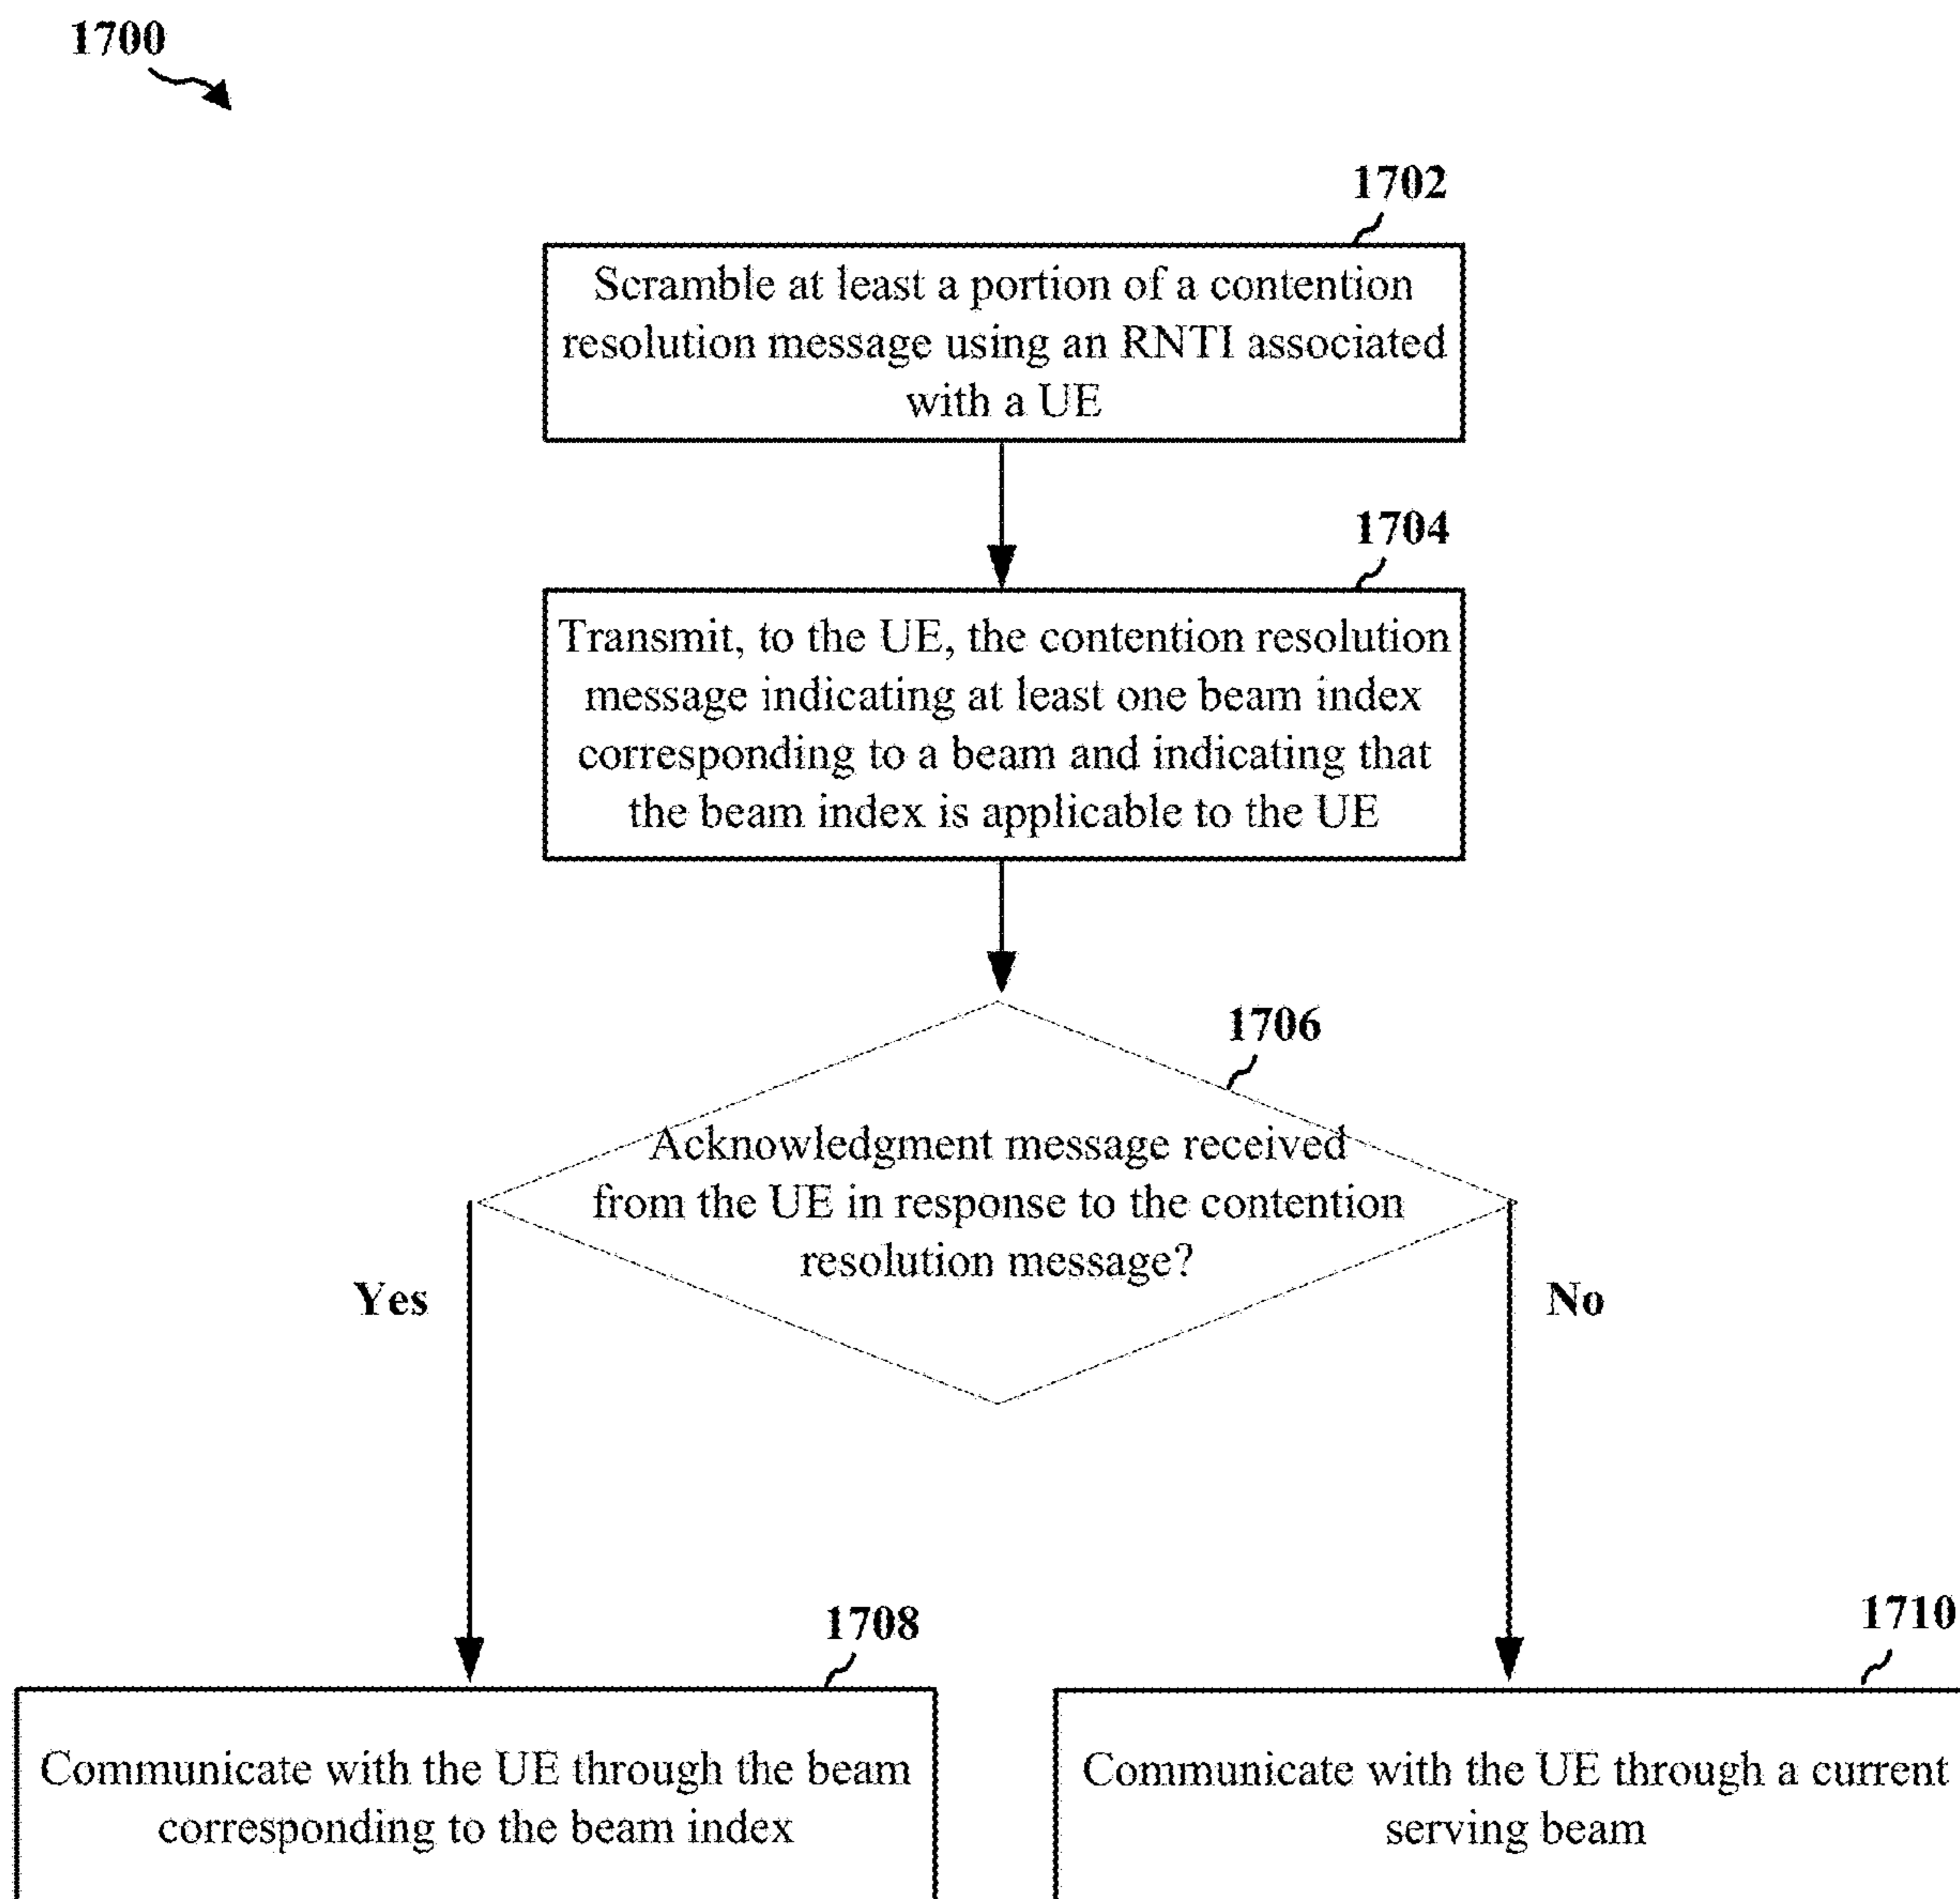 1700
1702
Scramble at least a portion of a contention
resolution message using an RNTI associated
with a UE
1704
Transmit, to the UE, the contention resolution
message indicating at least one beam index
corresponding to a beam and indicating that
the beam index is applicable to the UE
1706
Acknowledgment message received
from the UE in response to the contention
resolution message?
Yes
No
1708
Communicate with the UE through the beam
corresponding to the beam index
1710
Communicate with the UE through a current
serving beam